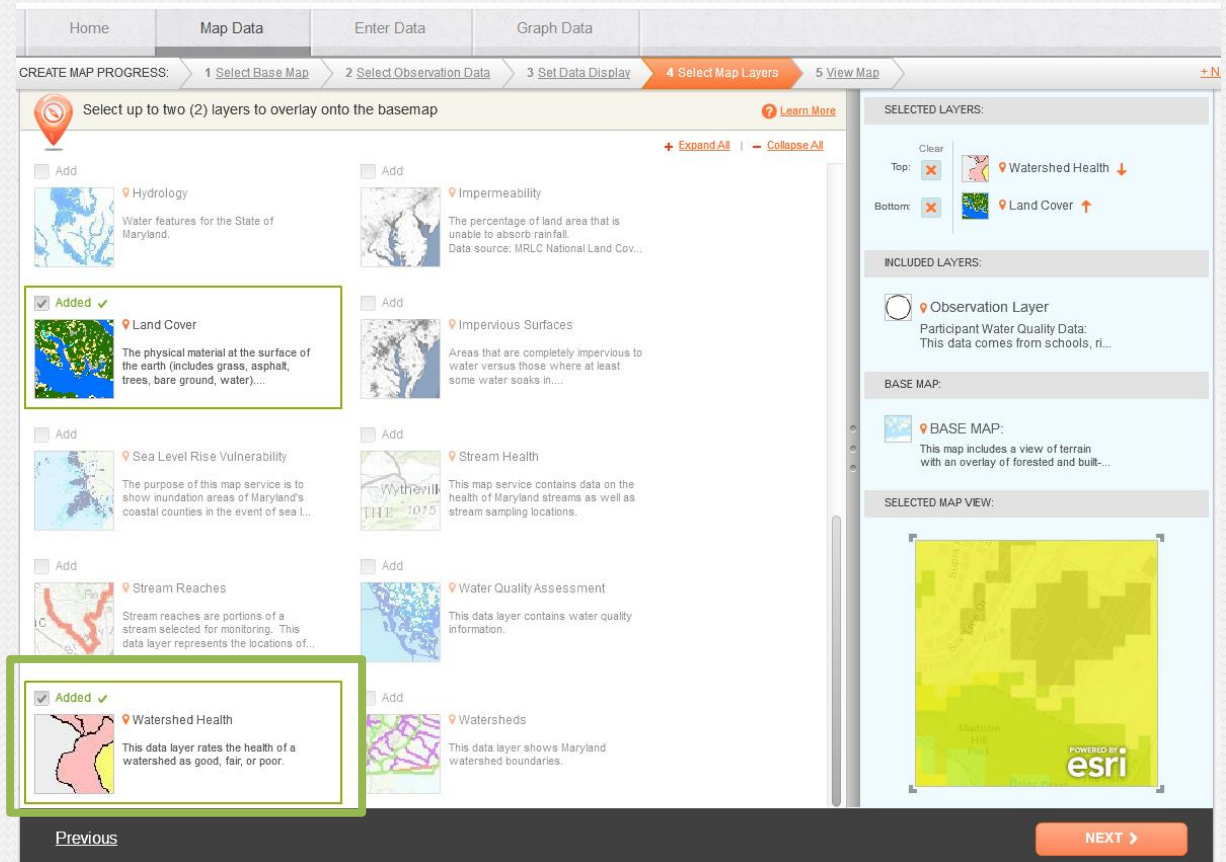 Home
Map Data
Enter Data
Graph Data
CREATE MAP PROGRESS:
1 Select Base Map
2 Select Observation Data
3 Set Data Display
4 Select Map Layers
5 View Map
+ N
Select up to two (2) layers to overlay onto the basemap
? Learn More
+ Expand All | − Collapse All
Add
Hydrology
Water features for the State of
Maryland.
Add
Impermeability
The percentage of land area that is
unable to absorb rainfall.
Data source: MRLC National Land Cov...
Added ✓
Land Cover
The physical material at the surface of
the earth (includes grass, asphalt,
trees, bare ground, water)....
Add
Impervious Surfaces
Areas that are completely impervious to
water versus those where at least
some water soaks in....
Add
Sea Level Rise Vulnerability
The purpose of this map service is to
show inundation areas of Maryland's
coastal counties in the event of sea l...
Add
Wytheville
THE 1015
Stream Health
This map service contains data on the
health of Maryland streams as well as
stream sampling locations.
Add
Stream Reaches
Stream reaches are portions of a
stream selected for monitoring. This
data layer represents the locations of...
Add
Water Quality Assessment
This data layer contains water quality
information.
Added ✓
Watershed Health
This data layer rates the health of a
watershed as good, fair, or poor.
Add
Watersheds
This data layer shows Maryland
watershed boundaries.
Previous
SELECTED LAYERS:
Clear
Top:
Watershed Health ↓
Bottom:
Land Cover ↑
INCLUDED LAYERS:
Observation Layer
Participant Water Quality Data:
This data comes from schools, ri...
BASE MAP:
BASE MAP:
This map includes a view of terrain
with an overlay of forested and built-...
SELECTED MAP VIEW:
Madison
Hill
Park
POWERED BY
esri
NEXT >